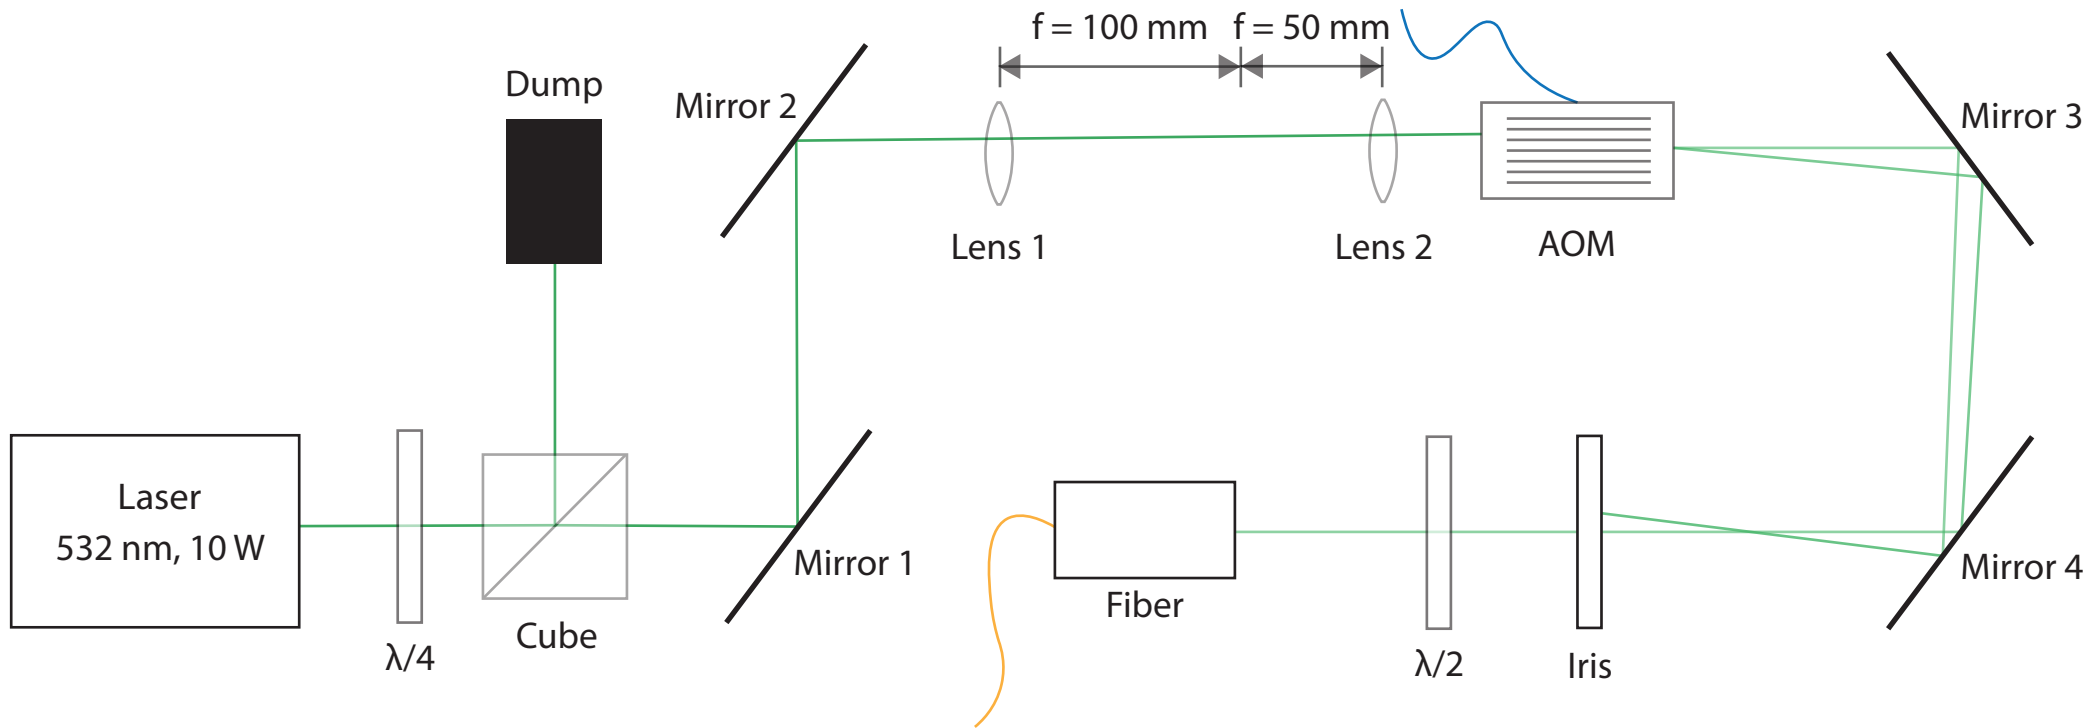 f = 100 mm
f = 50 mm
Dump
Mirror 2
Mirror 3
Lens 1
Lens 2
AOM
Laser
532 nm, 10 W
λ/4
Cube
Mirror 1
Fiber
λ/2
Iris
Mirror 4